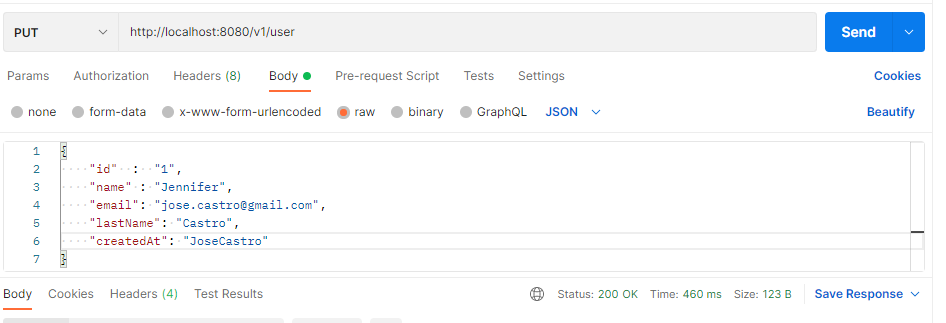 PUT http://localhost:8080/v1/user Send
Params Authorization Headers (8) Body Pre-request Script Tests Settings Cookies
none form-data x-www-form-urlencoded raw binary GraphQL JSON Beautify
1 {
2 "id" : "1",
3 "name" : "Jennifer",
4 "email": "jose.castro@gmail.com",
5 "lastName": "Castro",
6 "createdAt": "JoseCastro"
7 }
Body Cookies Headers (4) Test Results Status: 200 OK Time: 460 ms Size: 123 B Save Response